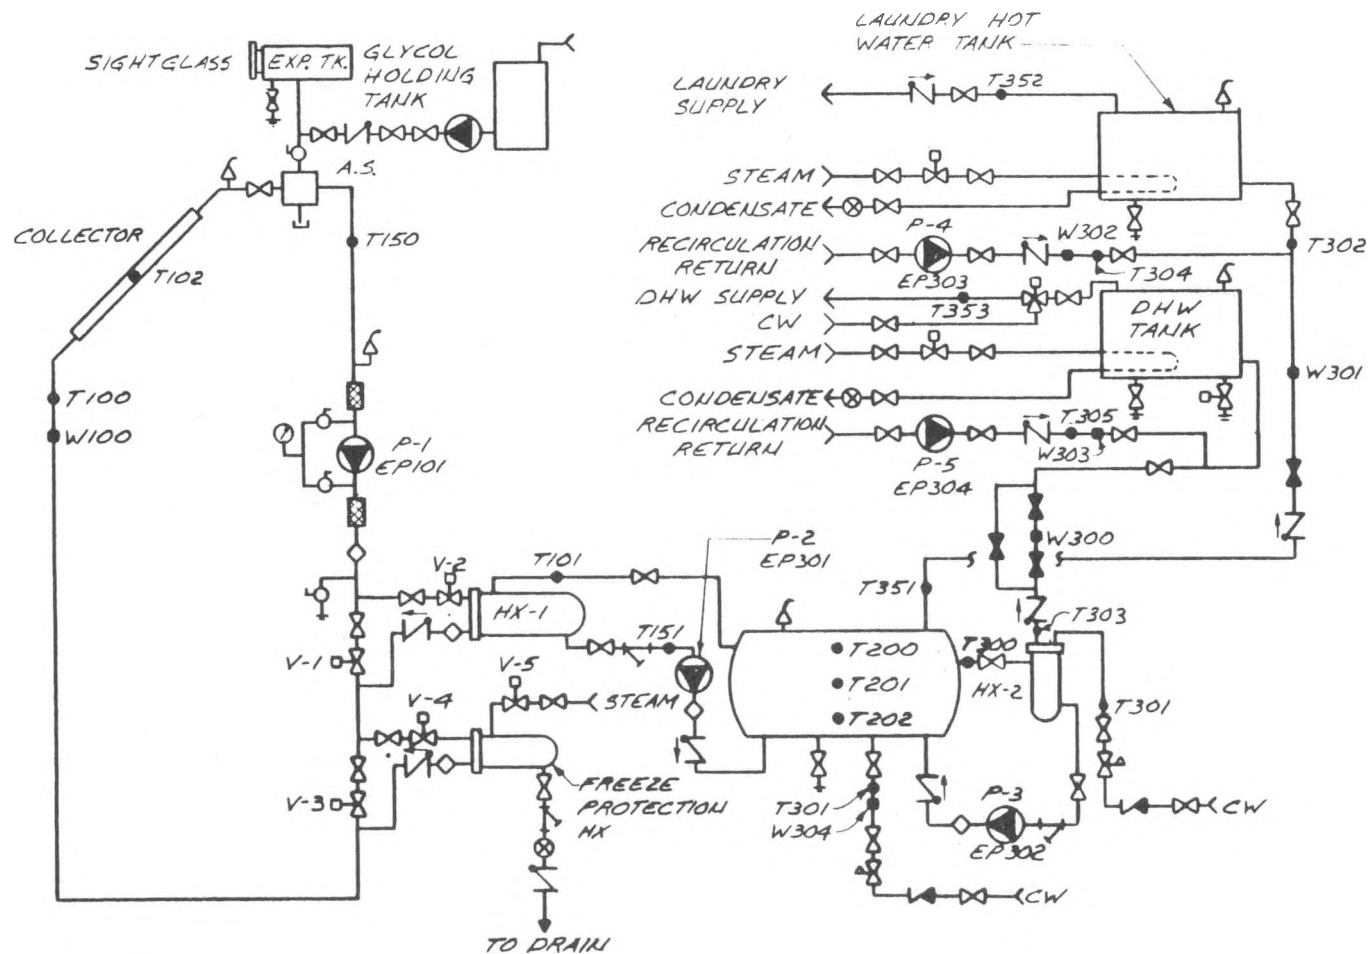 LAUNDRY HOT
WATER TANK
SIGHTGLASS
EXP. TK.
GLYCOL
HOLDING
TANK
LAUNDRY
SUPPLY
T352
A.S.
STEAM
CONDENSATE
COLLECTOR
T150
T102
RECIRCULATION
RETURN
P-4
EP303
W302
T304
T302
DHW SUPPLY
T353
CW
DHW
TANK
STEAM
T100
W100
CONDENSATE
W301
RECIRCULATION
RETURN
T305
W303
P-5
EP304
P-1
EP101
P-2
EP301
W300
V-2
T101
HX-1
T351
T303
T151
V-1
V-5
STEAM
T200
T201
T202
T300
HX-2
T301
V-4
V-3
FREEZE
PROTECTION
HX
T301
W304
P-3
EP302
CW
CW
TO DRAIN